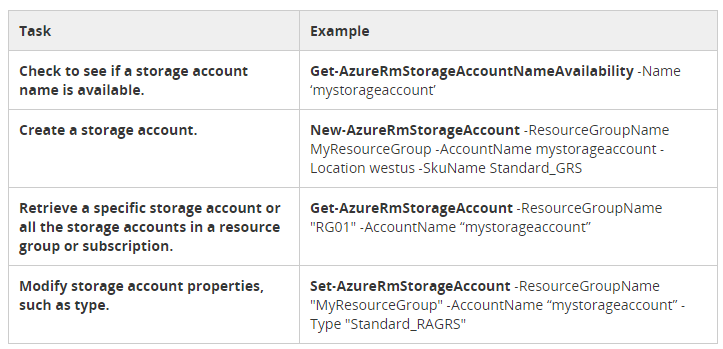 Task
Example
Check to see if a storage account
name is available.
Get-AzureRmStorageAccountNameAvailability -Name
‘mystorageaccount’
Create a storage account.
New-AzureRmStorageAccount -ResourceGroupName
MyResourceGroup -AccountName mystorageaccount -
Location westus -SkuName Standard_GRS
Retrieve a specific storage account or
all the storage accounts in a resource
group or subscription.
Get-AzureRmStorageAccount -ResourceGroupName
"RG01" -AccountName “mystorageaccount”
Modify storage account properties,
such as type.
Set-AzureRmStorageAccount -ResourceGroupName
"MyResourceGroup" -AccountName “mystorageaccount” -
Type "Standard_RAGRS"